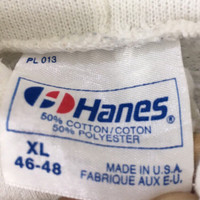 PL 013
Hanes
50% COTTON/COTON
50% POLYESTER
XL
46-48
MADE IN U.S.A.
FABRIQUE AUX E-U.